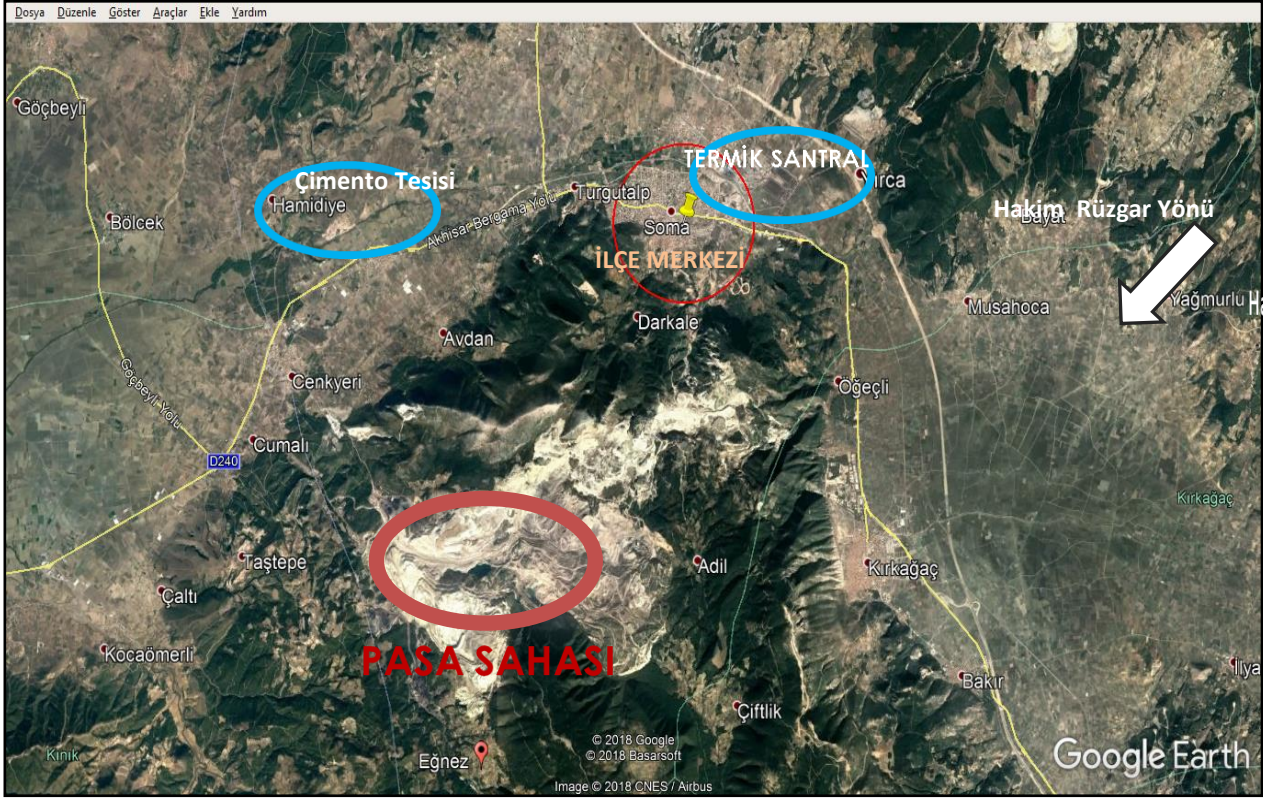 Dosya Düzenle Göster Araçlar Ekle Yardım
Göçbeyli
TERMİK SANTRAL
Çimento Tesisi
Hamidiye
Turgutalp
Bölcek
Akhisar Bergama Yolu
Soma
Hakim Rüzgar Yönü
Bayat
İLÇE MERKEZİ
Yağmurlu
Musahoca
Darkale
Avdan
Cenkyeri
Öğeçli
Göçbeyli Yolu
Cumalı
D240
Kırkağaç
Taştepe
Adil
Kırkağaç
Çaltı
Kocaömerli
PASA SAHASI
Bakır
Çiftlik
Kınık
Eğnez
© 2018 Google
© 2018 Basarsoft
Image © 2018 CNES / Airbus
Google Earth